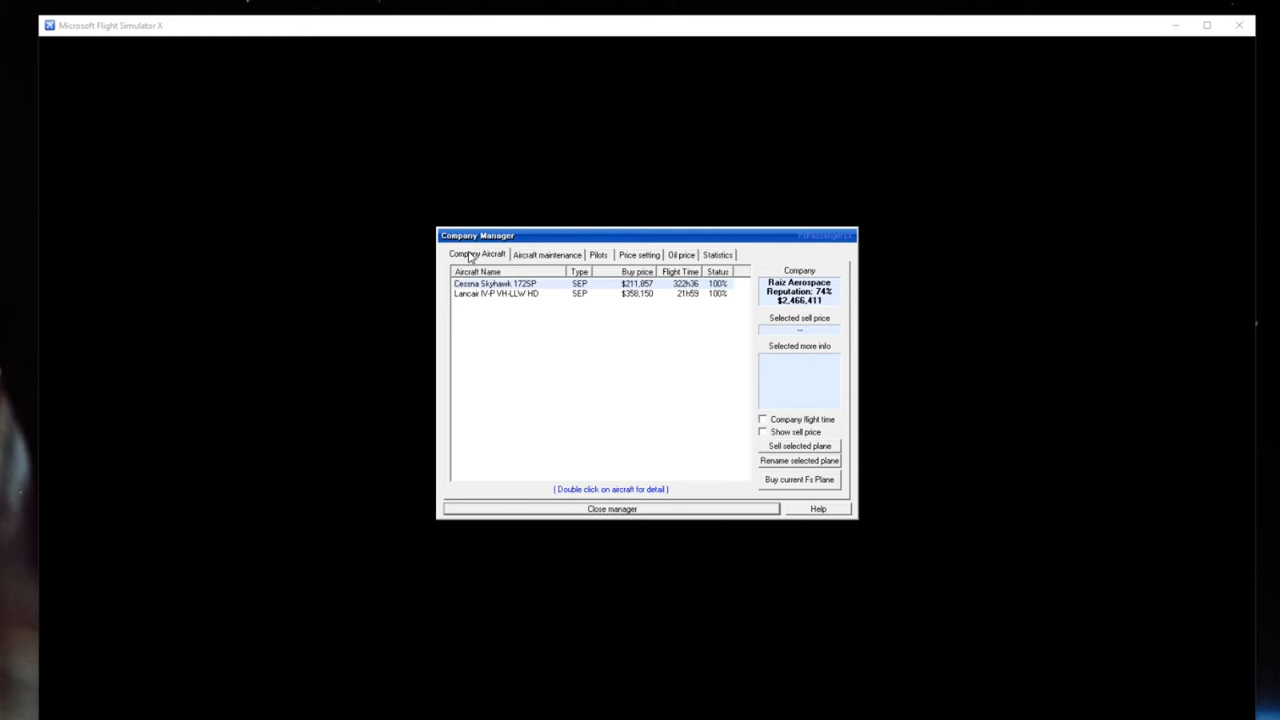 Microsoft Flight Simulator X
Company Manager
Company Aircraft Aircraft maintenance Pilots Price setting Oil price Statistics
Aircraft Name Type Buy price Flight Time Status
Cessna Skyhawk 172SP SEP $211,857 322h36 100%
Lancair IV-P VH-LLW HD SEP $358,150 21h59 100%
Company
Raiz Aerospace
Reputation: 74%
$2,466,411
Selected sell price
--
Selected more info
Company flight time
Show sell price
Sell selected plane
Rename selected plane
Buy current Fs Plane
( Double click on aircraft for detail )
Close manager Help